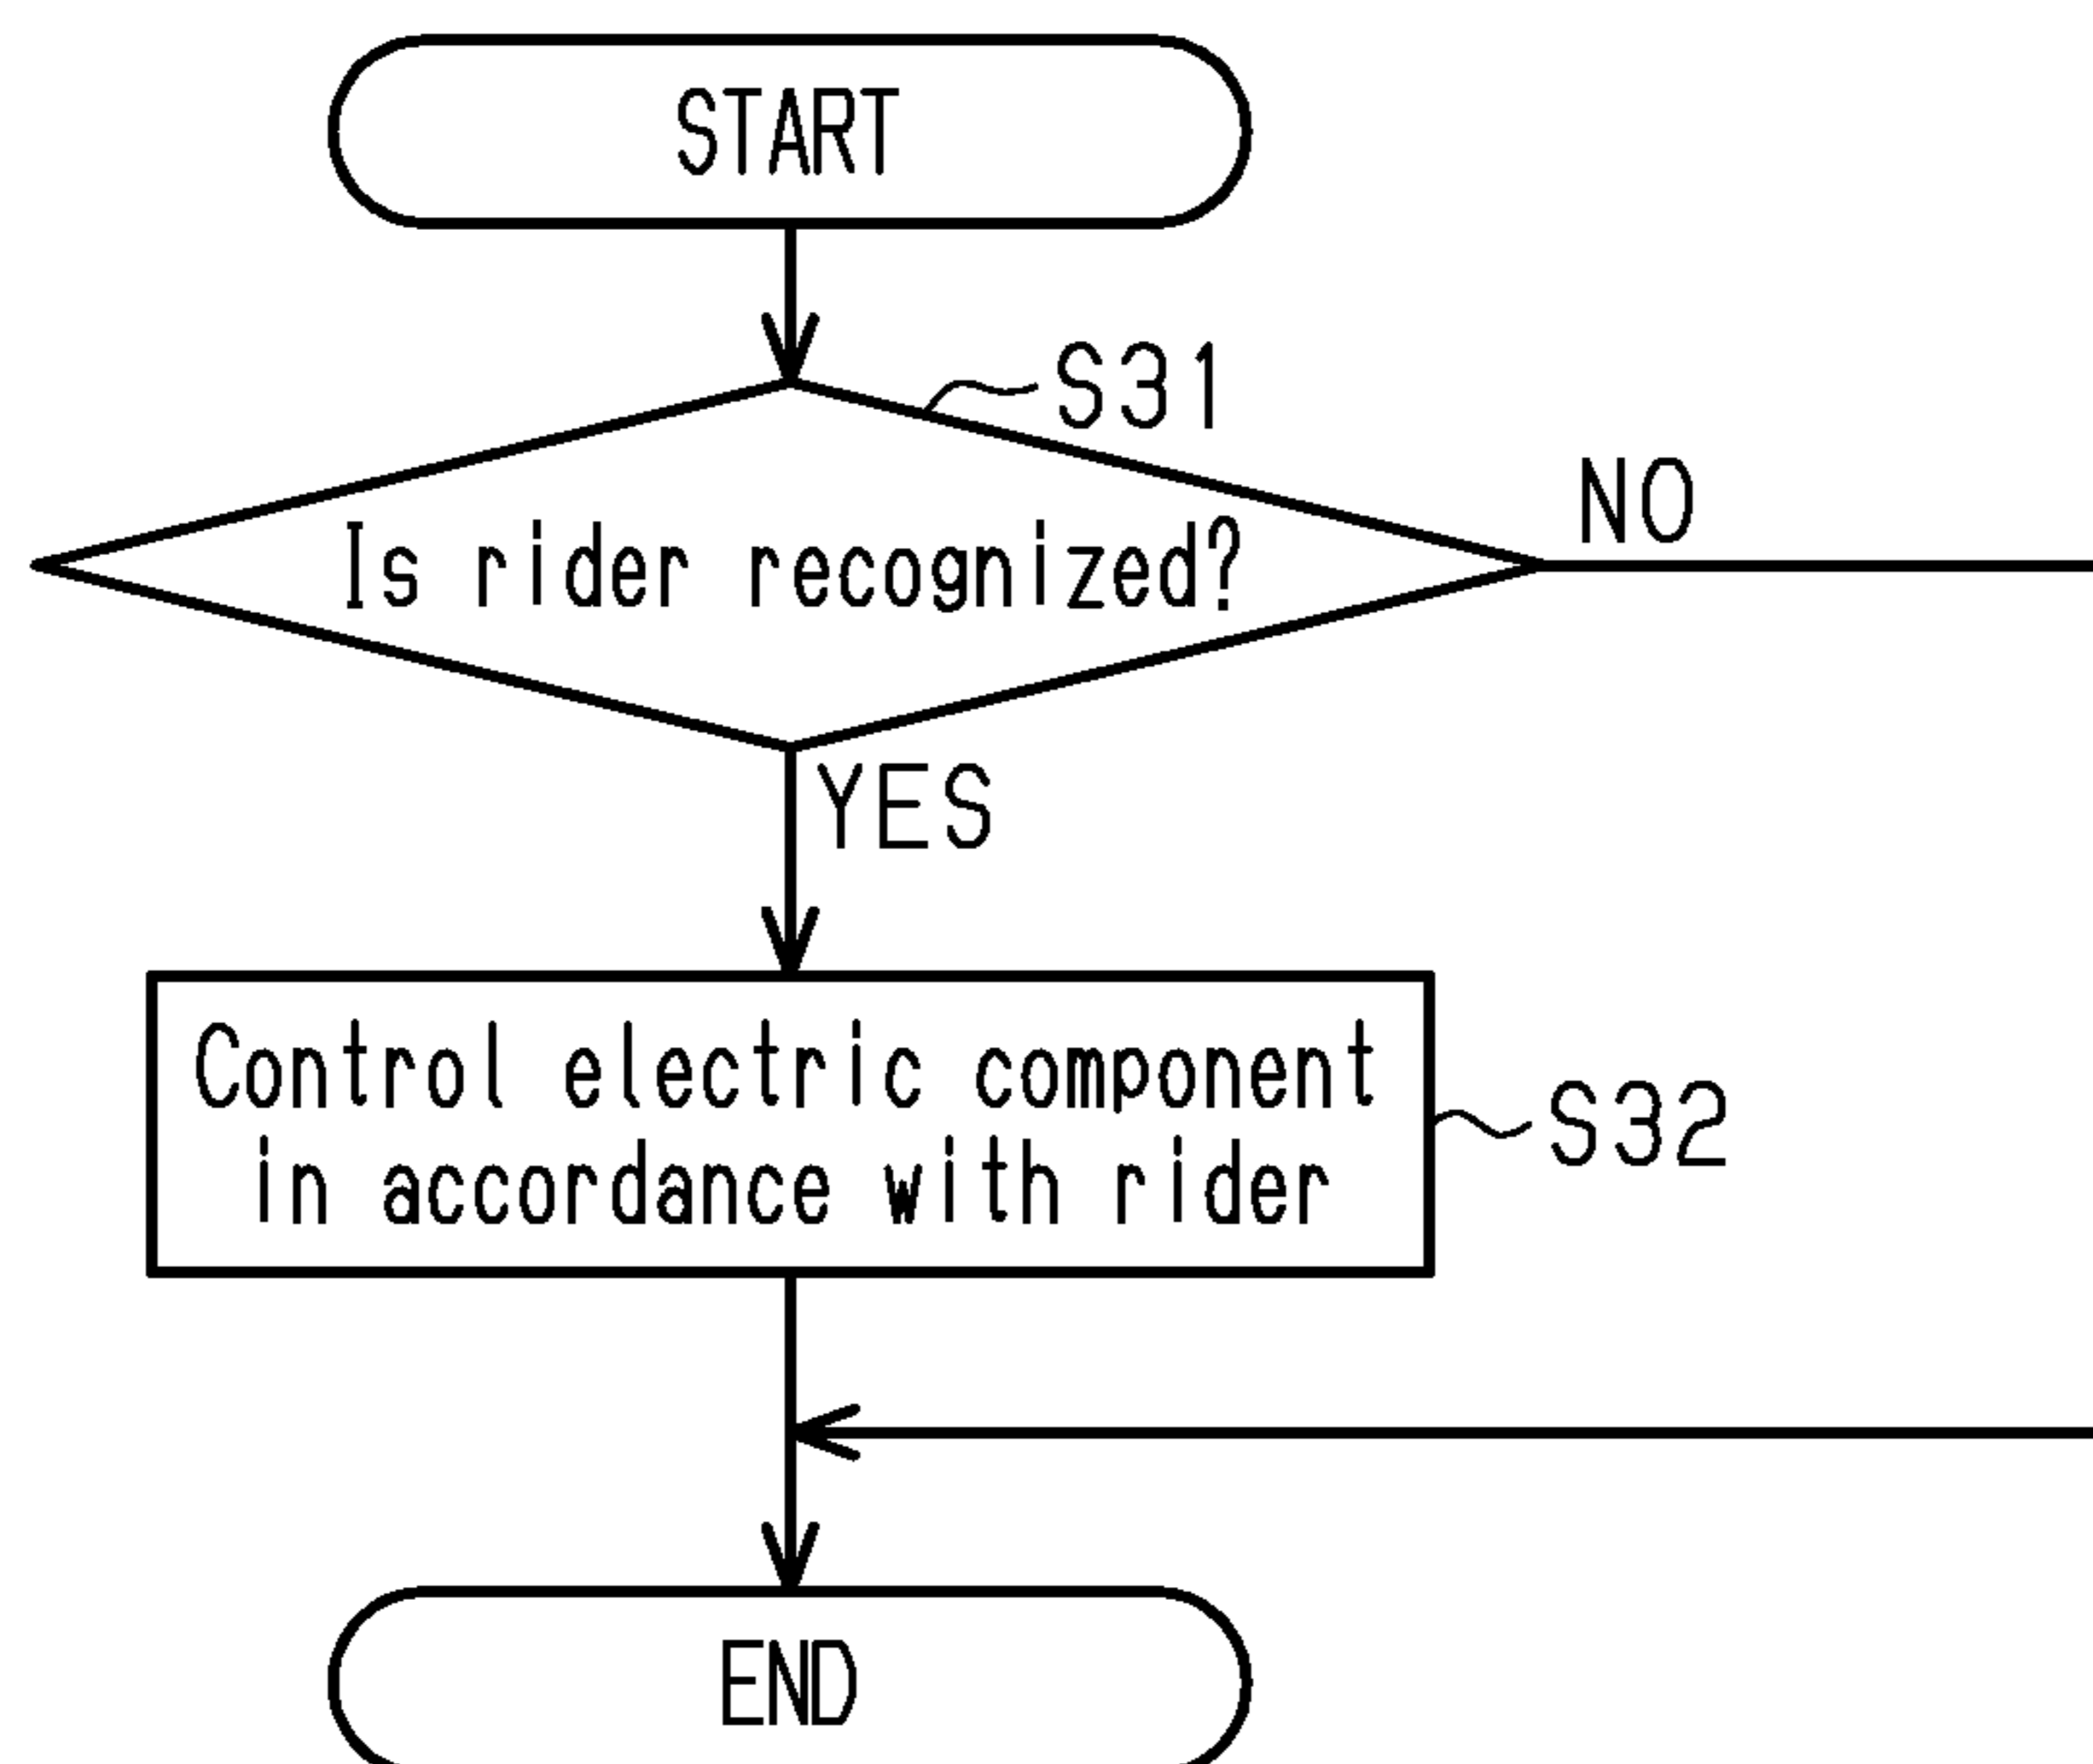 START
S31
NO
Is rider recognized?
YES
Control electric component
in accordance with rider
S32
END